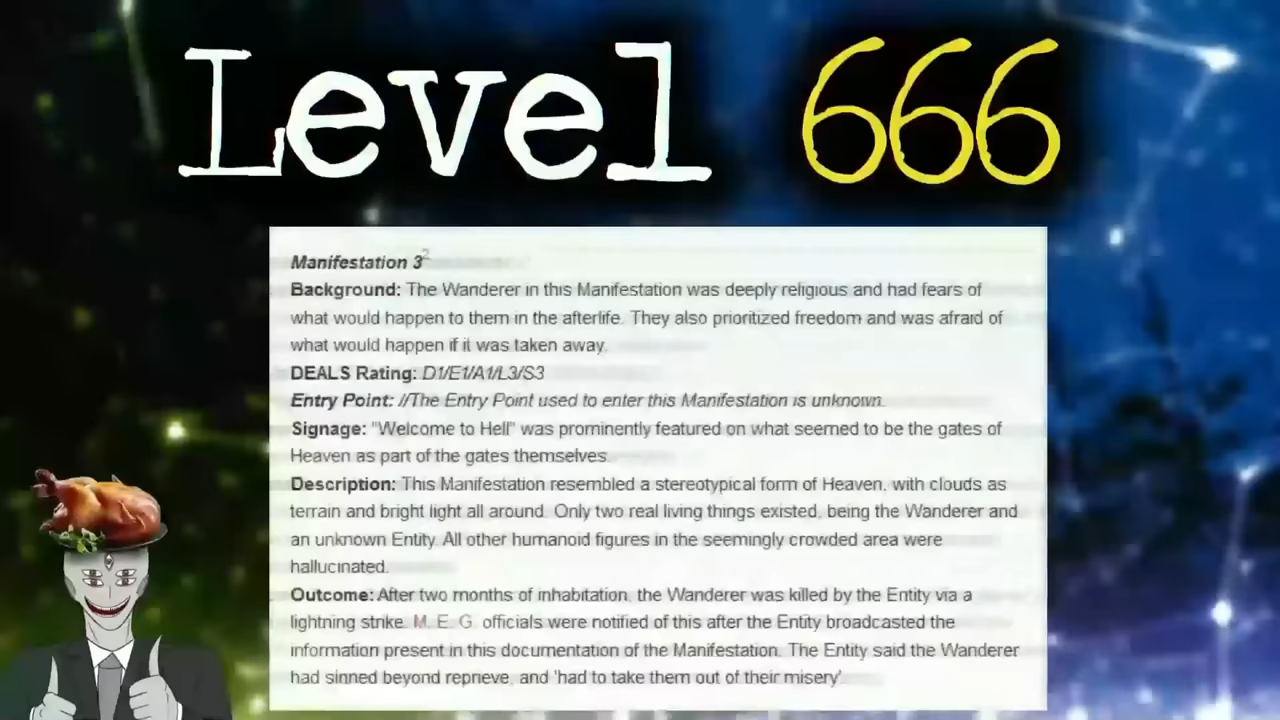 Level 666
Manifestation 3²
Background: The Wanderer in this Manifestation was deeply religious and had fears of
what would happen to them in the afterlife. They also prioritized freedom and was afraid of
what would happen if it was taken away.
DEALS Rating: D1/E1/A1/L3/S3
Entry Point: //The Entry Point used to enter this Manifestation is unknown.
Signage: "Welcome to Hell" was prominently featured on what seemed to be the gates of
Heaven as part of the gates themselves.
Description: This Manifestation resembled a stereotypical form of Heaven, with clouds as
terrain and bright light all around. Only two real living things existed, being the Wanderer and
an unknown Entity. All other humanoid figures in the seemingly crowded area were
hallucinated.
Outcome: After two months of inhabitation, the Wanderer was killed by the Entity via a
lightning strike. M. E. G. officials were notified of this after the Entity broadcasted the
information present in this documentation of the Manifestation. The Entity said the Wanderer
had sinned beyond reprieve, and 'had to take them out of their misery'.